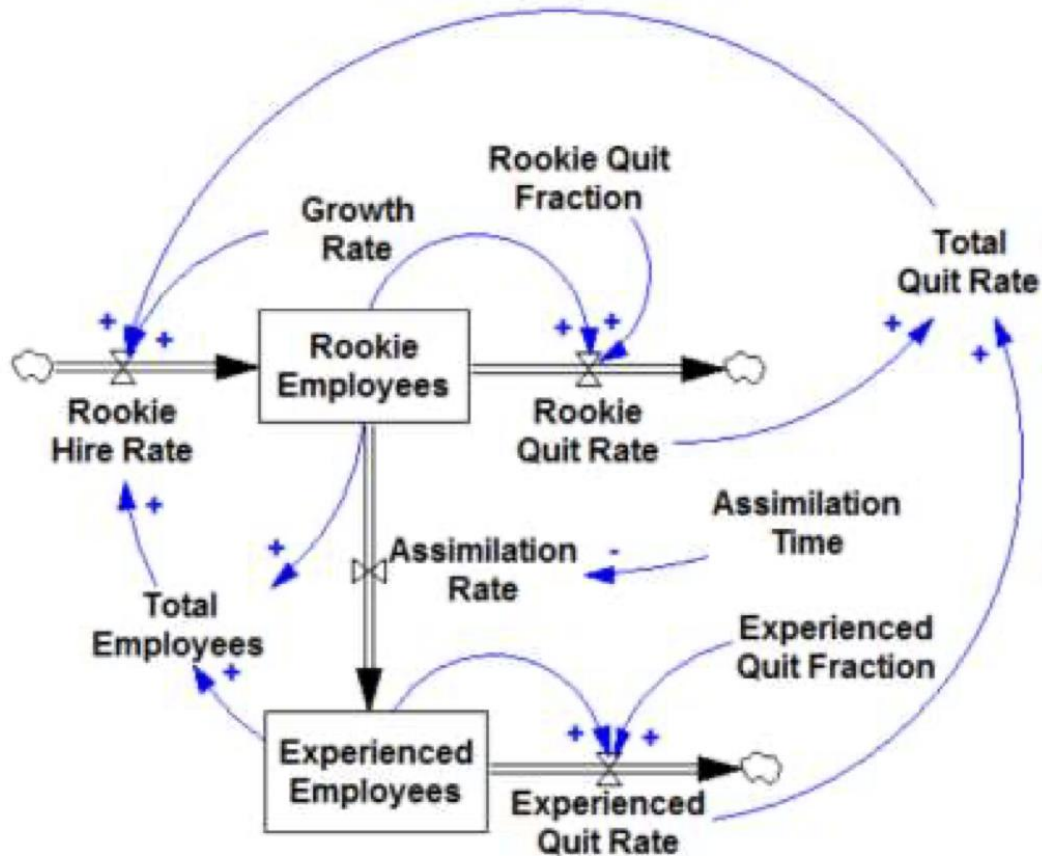 Rookie Quit
Fraction
Growth
Rate
Total
Quit Rate
+
+
+
+
+
+
Rookie
Employees
Rookie
Hire Rate
Rookie
Quit Rate
+
+
Assimilation
Rate
-
Assimilation
Time
Total
Employees
+
Experienced
Quit Fraction
+
+
Experienced
Employees
Experienced
Quit Rate